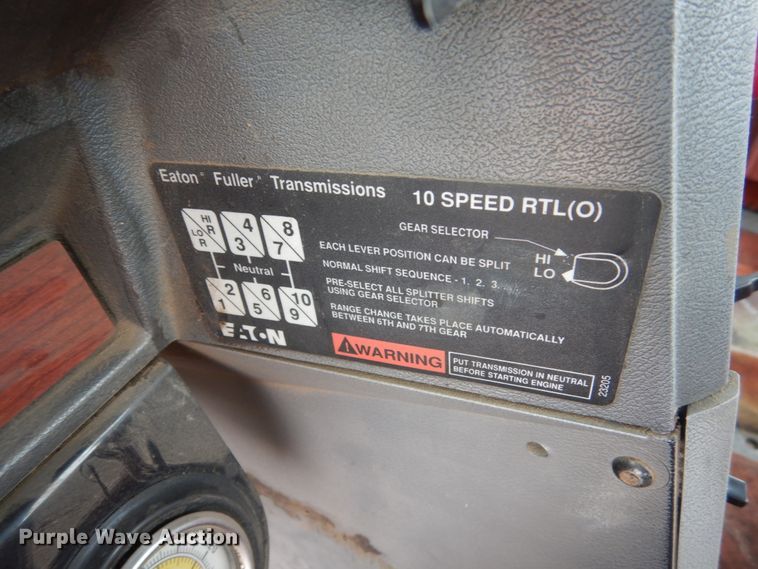 Eaton® Fuller™ Transmissions 10 SPEED RTL(O)
GEAR SELECTOR
HI
LO
EACH LEVER POSITION CAN BE SPLIT
NORMAL SHIFT SEQUENCE - 1. 2. 3.
PRE-SELECT ALL SPLITTER SHIFTS
USING GEAR SELECTOR
RANGE CHANGE TAKES PLACE AUTOMATICALLY
BETWEEN 6TH AND 7TH GEAR
HI R 4 8
LO R 3 7
Neutral
2 6 10
1 5 9
EATON
WARNING
PUT TRANSMISSION IN NEUTRAL
BEFORE STARTING ENGINE
23205
Purple Wave Auction